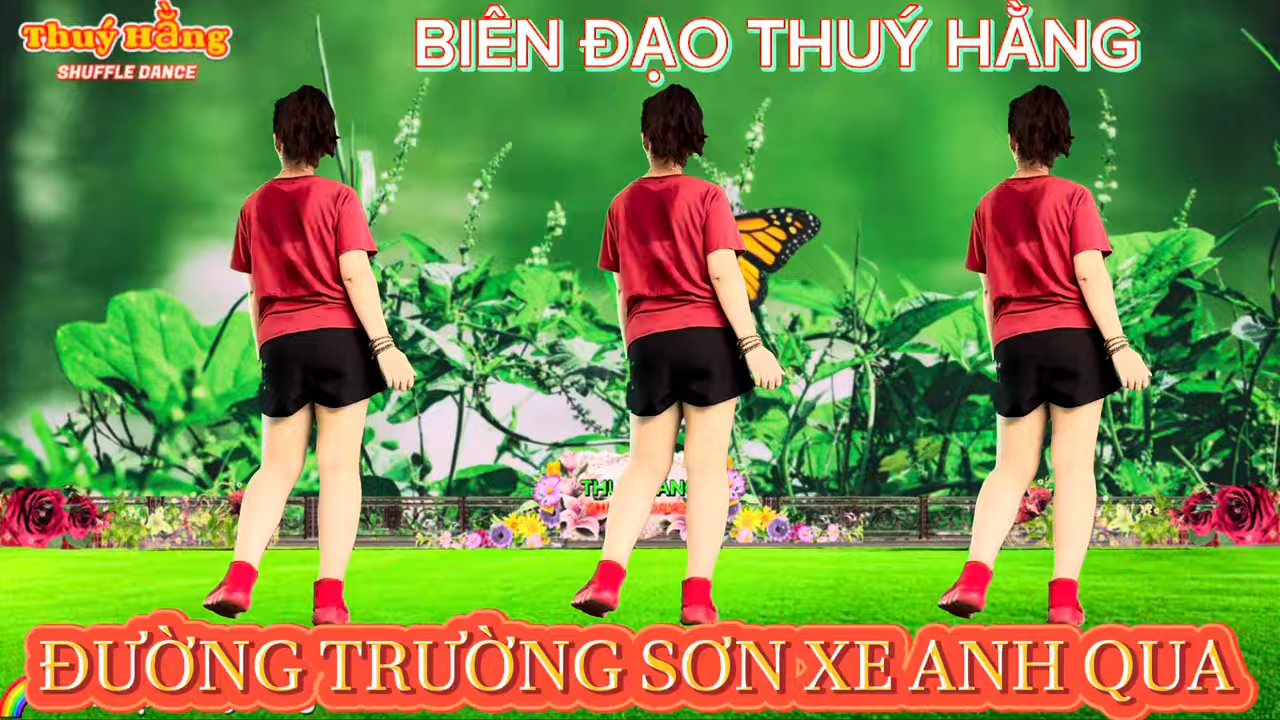 Thuý Hằng
SHUFFLE DANCE
BIÊN ĐẠO THUÝ HẰNG
ĐƯỜNG TRƯỜNG SƠN XE ANH QUA